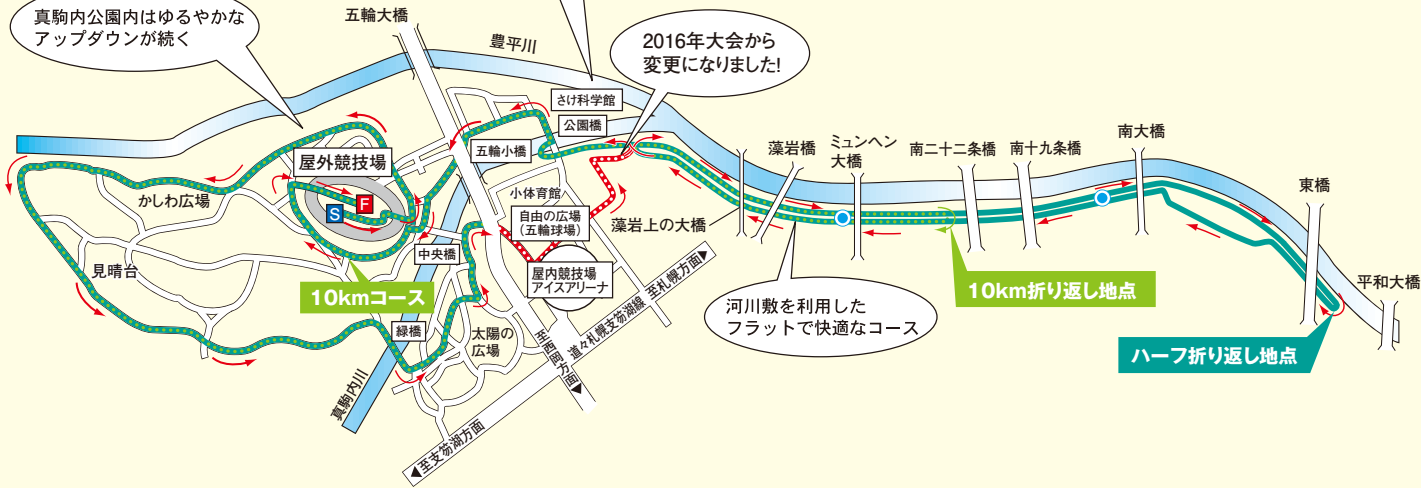 真駒内公園内はゆるやかな
アップダウンが続く
五輪大橋
豊平川
2016年大会から
変更になりました!
さけ科学館
公園橋
五輪小橋
屋外競技場
S
F
かしわ広場
見晴台
10kmコース
中央橋
緑橋
太陽の
広場
真駒内川
小体育館
自由の広場
(五輪球場)
屋内競技場
アイスアリーナ
至西岡方面▶
道々札幌支笏湖線
至札幌方面▶
◀至支笏湖方面
藻岩上の大橋
藻岩橋
ミュンヘン
大橋
南二十二条橋
南十九条橋
南大橋
東橋
平和大橋
河川敷を利用した
フラットで快適なコース
10km折り返し地点
ハーフ折り返し地点